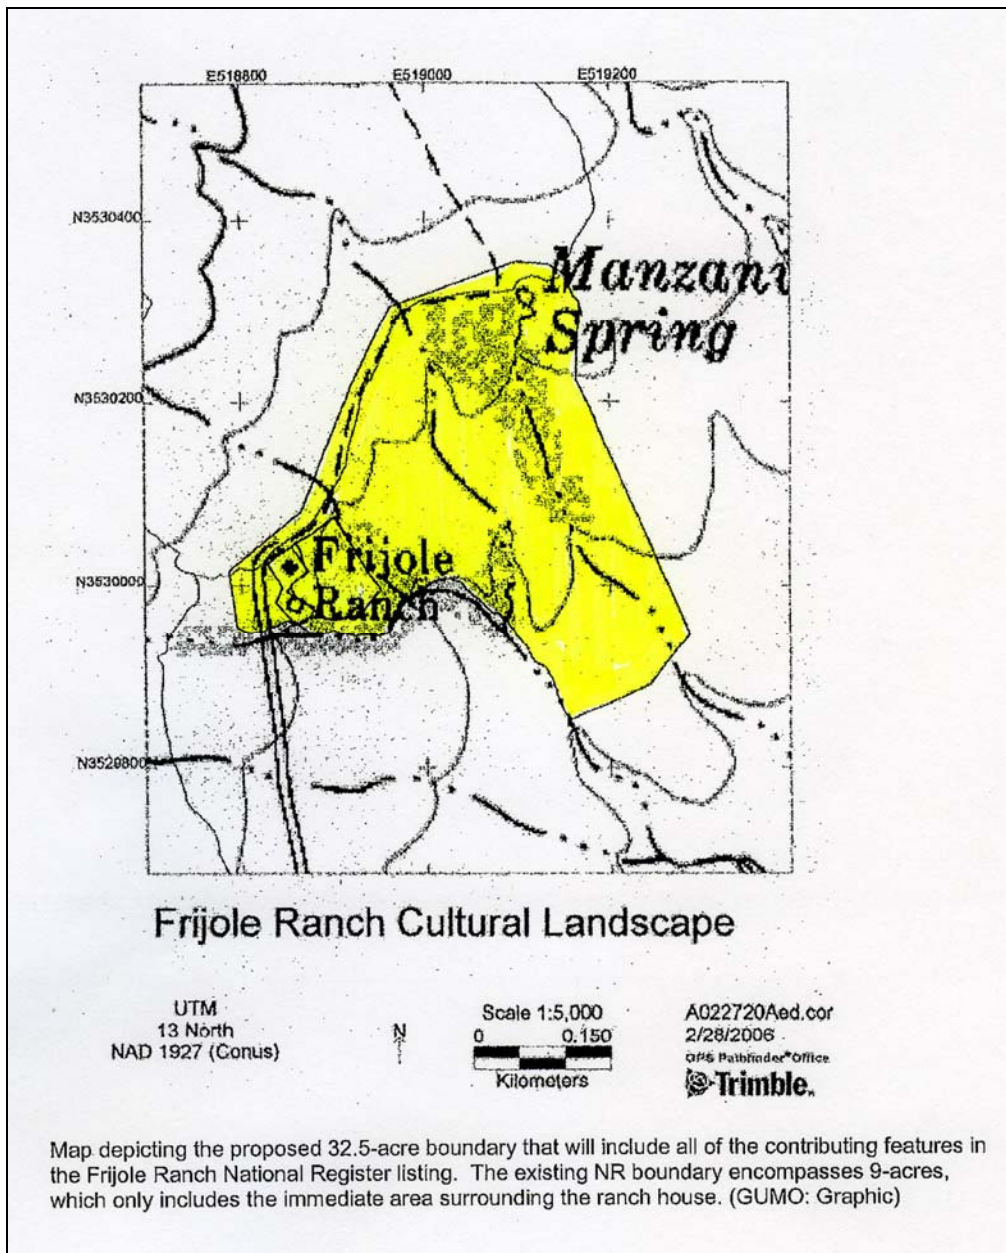 E518800 E519000 E519200
N3530400
Manzani
Spring
N3530200
Frijole
N3530000
Ranch
N3529800
Frijole Ranch Cultural Landscape
UTM
13 North
NAD 1927 (Conus)
N
Scale 1:5,000
0 0.150
Kilometers
A022720Aed.cor
2/28/2006
GPS Pathfinder Office
Trimble.
Map depicting the proposed 32.5-acre boundary that will include all of the contributing features in
the Frijole Ranch National Register listing. The existing NR boundary encompasses 9-acres,
which only includes the immediate area surrounding the ranch house. (GUMO: Graphic)